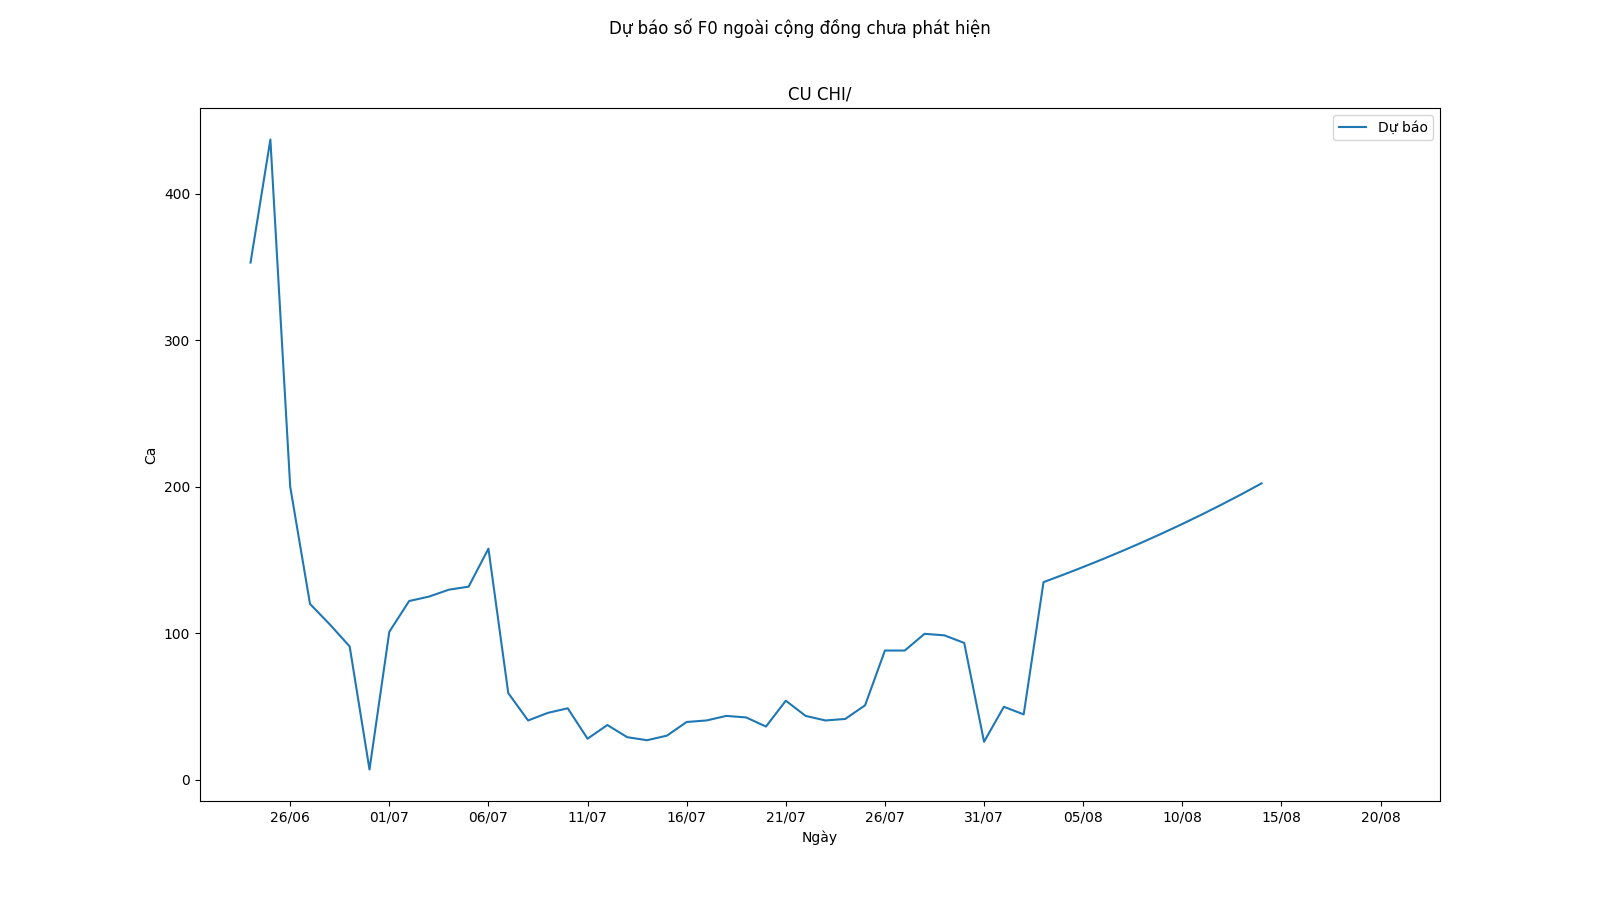 Dự báo số F0 ngoài cộng đồng chưa phát hiện
CU CHI/
Dự báo
400
300
200
100
0
Ca
26/06 01/07 06/07 11/07 16/07 21/07 26/07 31/07 05/08 10/08 15/08 20/08
Ngày